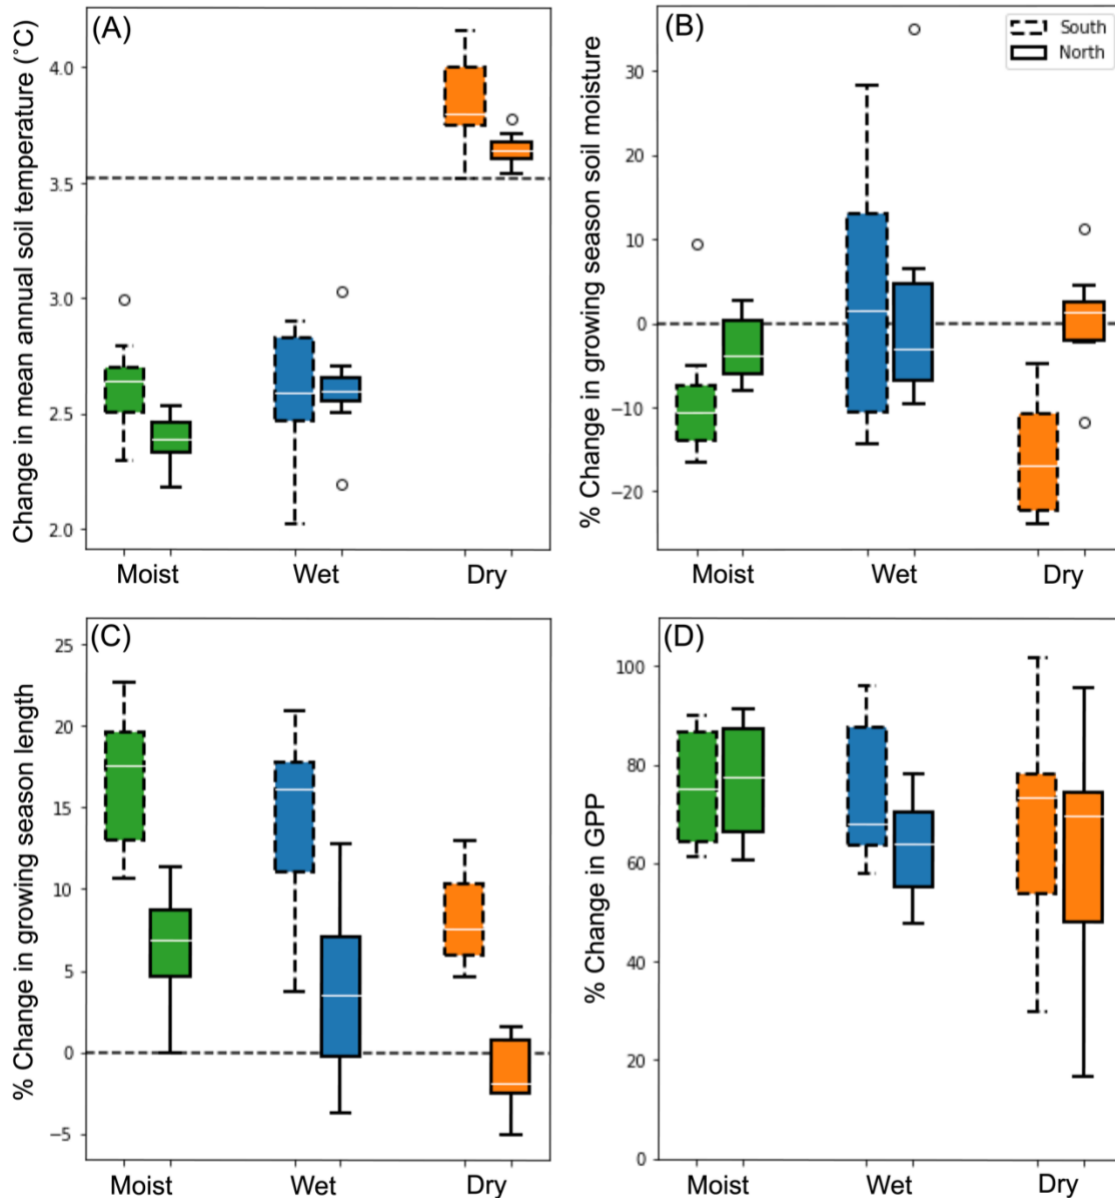 (A)
Change in mean annual soil temperature (˚C)
4.0
3.5
3.0
2.5
2.0
Moist Wet Dry
(B)
South
North
% Change in growing season soil moisture
30
20
10
0
−10
−20
Moist Wet Dry
(C)
% Change in growing season length
25
20
15
10
5
0
−5
Moist Wet Dry
(D)
% Change in GPP
100
80
60
40
20
0
Moist Wet Dry